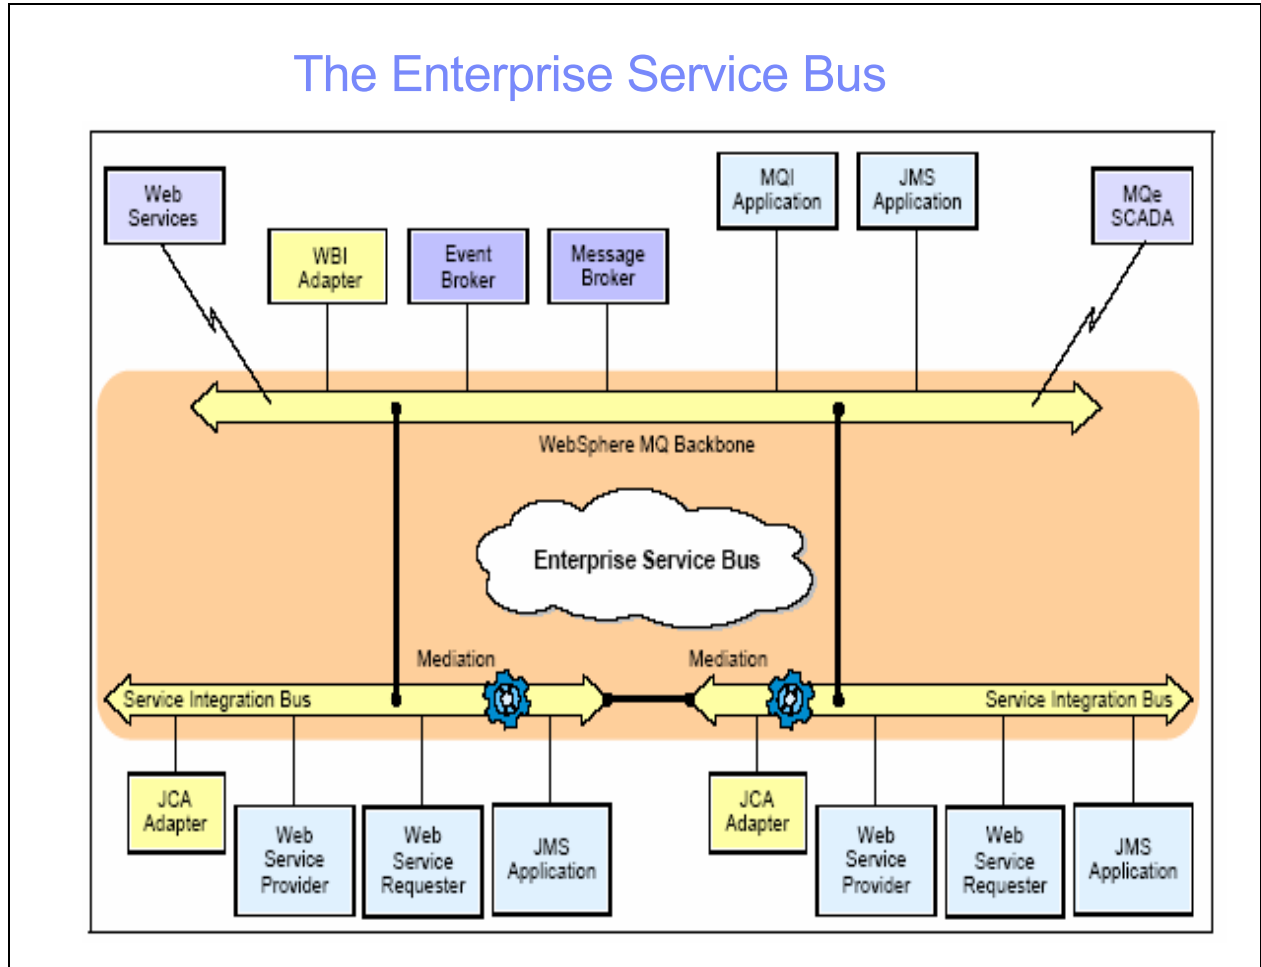 The Enterprise Service Bus
Web
Services
WBI
Adapter
Event
Broker
Message
Broker
MQI
Application
JMS
Application
MQe
SCADA
WebSphere MQ Backbone
Enterprise Service Bus
Mediation
Mediation
Service Integration Bus
Service Integration Bus
JCA
Adapter
Web
Service
Provider
Web
Service
Requester
JMS
Application
JCA
Adapter
Web
Service
Provider
Web
Service
Requester
JMS
Application